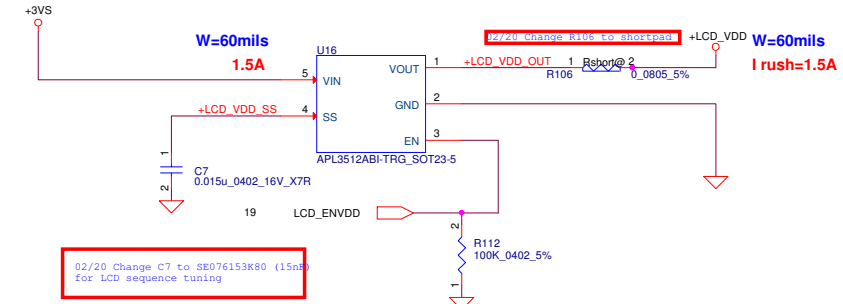 +3VS
W=60mils
1.5A
U16
5 VIN
VOUT 1
+LCD_VDD_OUT
02/20 Change R106 to shortpad
1 Rshort@ 2
R106
0_0805_5%
+LCD_VDD
W=60mils
I rush=1.5A
+LCD_VDD_SS
4 SS
GND 2
EN 3
APL3512ABI-TRG_SOT23-5
1
C7
0.015u_0402_16V_X7R
2
19 LCD_ENVDD
2
R112
100K_0402_5%
1
02/20 Change C7 to SE076153K80 (15nF)
for LCD sequence tuning